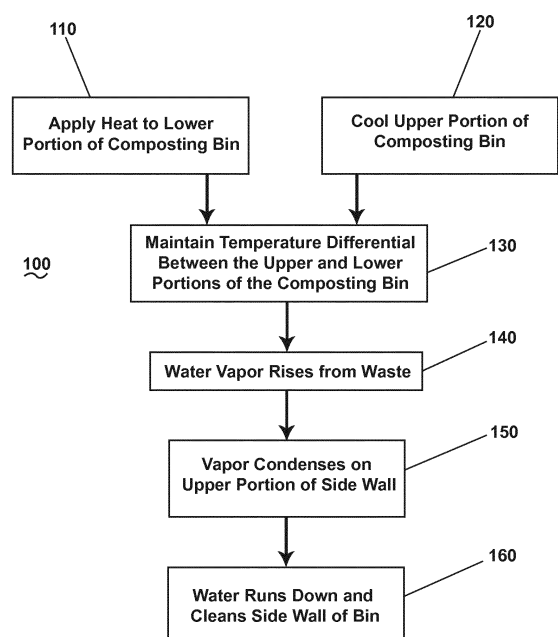 110
120
Apply Heat to Lower
Portion of Composting Bin
Cool Upper Portion of
Composting Bin
100
Maintain Temperature Differential
Between the Upper and Lower
Portions of the Composting Bin
130
140
Water Vapor Rises from Waste
150
Vapor Condenses on
Upper Portion of Side Wall
160
Water Runs Down and
Cleans Side Wall of Bin